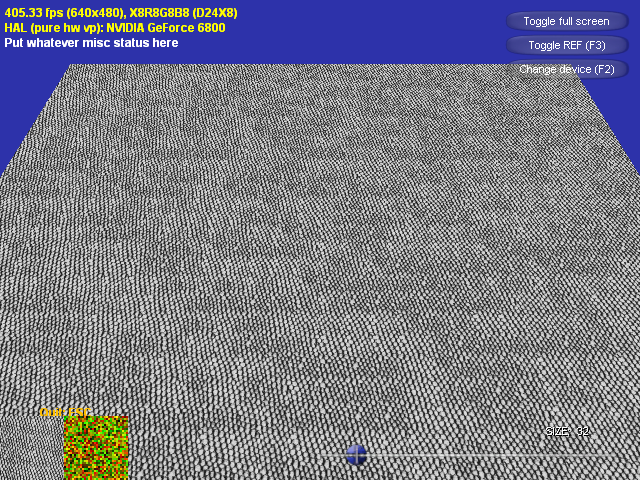 405.33 fps (640x480), X8R8G8B8 (D24X8)
HAL (pure hw vp): NVIDIA GeForce 6800
Put whatever misc status here
Toggle full screen
Toggle REF (F3)
Change device (F2)
SIZE: 32